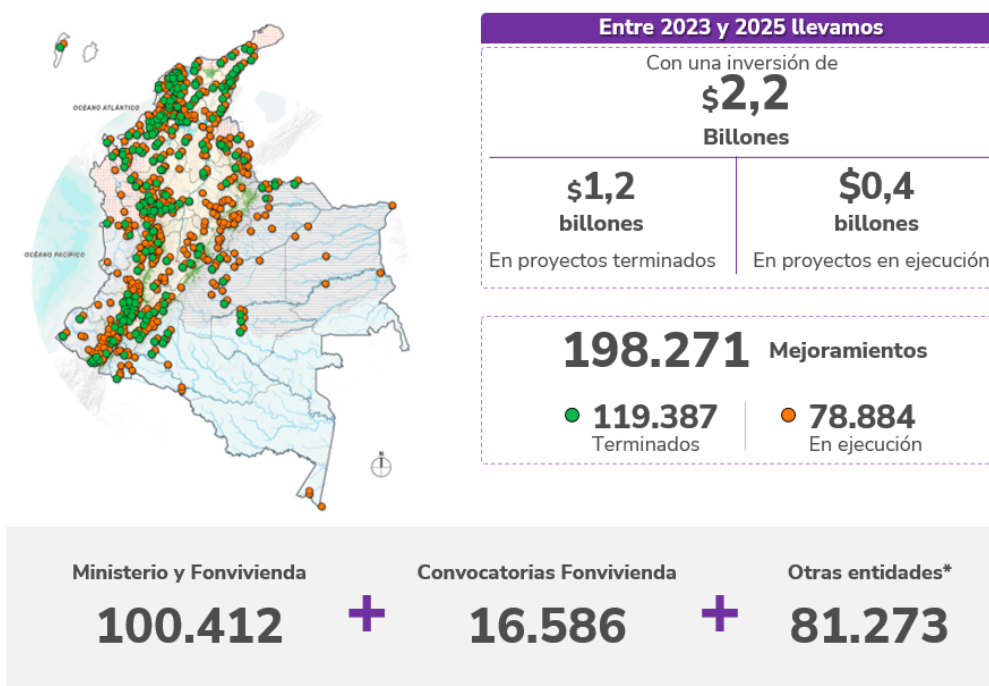 OCÉANO ATLÁNTICO
OCÉANO PACÍFICO
N
Entre 2023 y 2025 llevamos
Con una inversión de
$2,2
Billones
$1,2
billones
En proyectos terminados
$0,4
billones
En proyectos en ejecución
198.271 Mejoramientos
119.387
Terminados
78.884
En ejecución
Ministerio y Fonvivienda
100.412
+
Convocatorias Fonvivienda
16.586
+
Otras entidades*
81.273